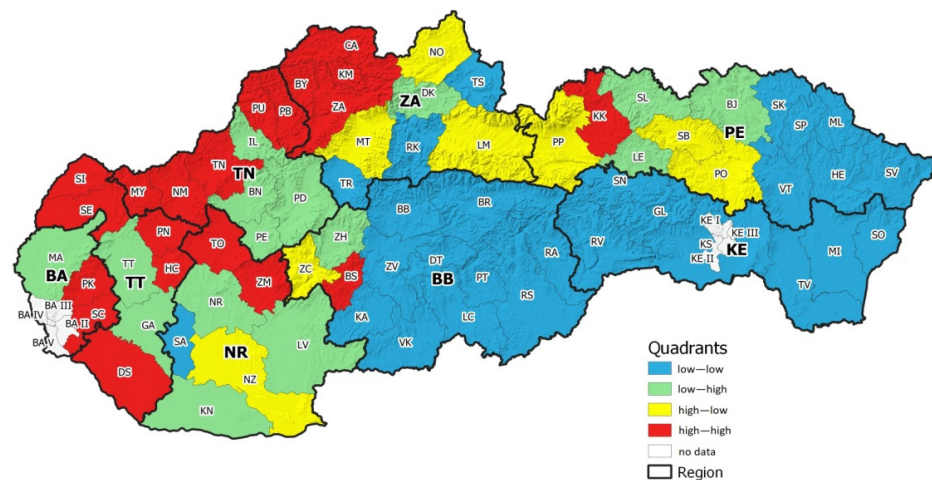 CA
NO
BY
KM
TS
PU
PB
ZA
ZA
DK
KK
SL
BJ
SK
ML
SP
MT
RK
LM
PP
SB
PE
IL
TN
TN
LE
PO
HE
SV
VT
SI
MY
NM
BN
PD
TR
SN
SE
BB
BR
GL
KE I
KE III
SO
PN
TO
PE
ZH
RV
KS
KE
KE II
MI
MA
BA
TT
TT
HC
ZM
ZC
BS
ZV
DT
BB
PT
RA
TV
PK
NR
RS
BA III
BA IV
SC
BA II
GA
KA
LC
BA V
SA
NR
LV
VK
DS
NZ
KN
Quadrants
low—low
low—high
high—low
high—high
no data
Region